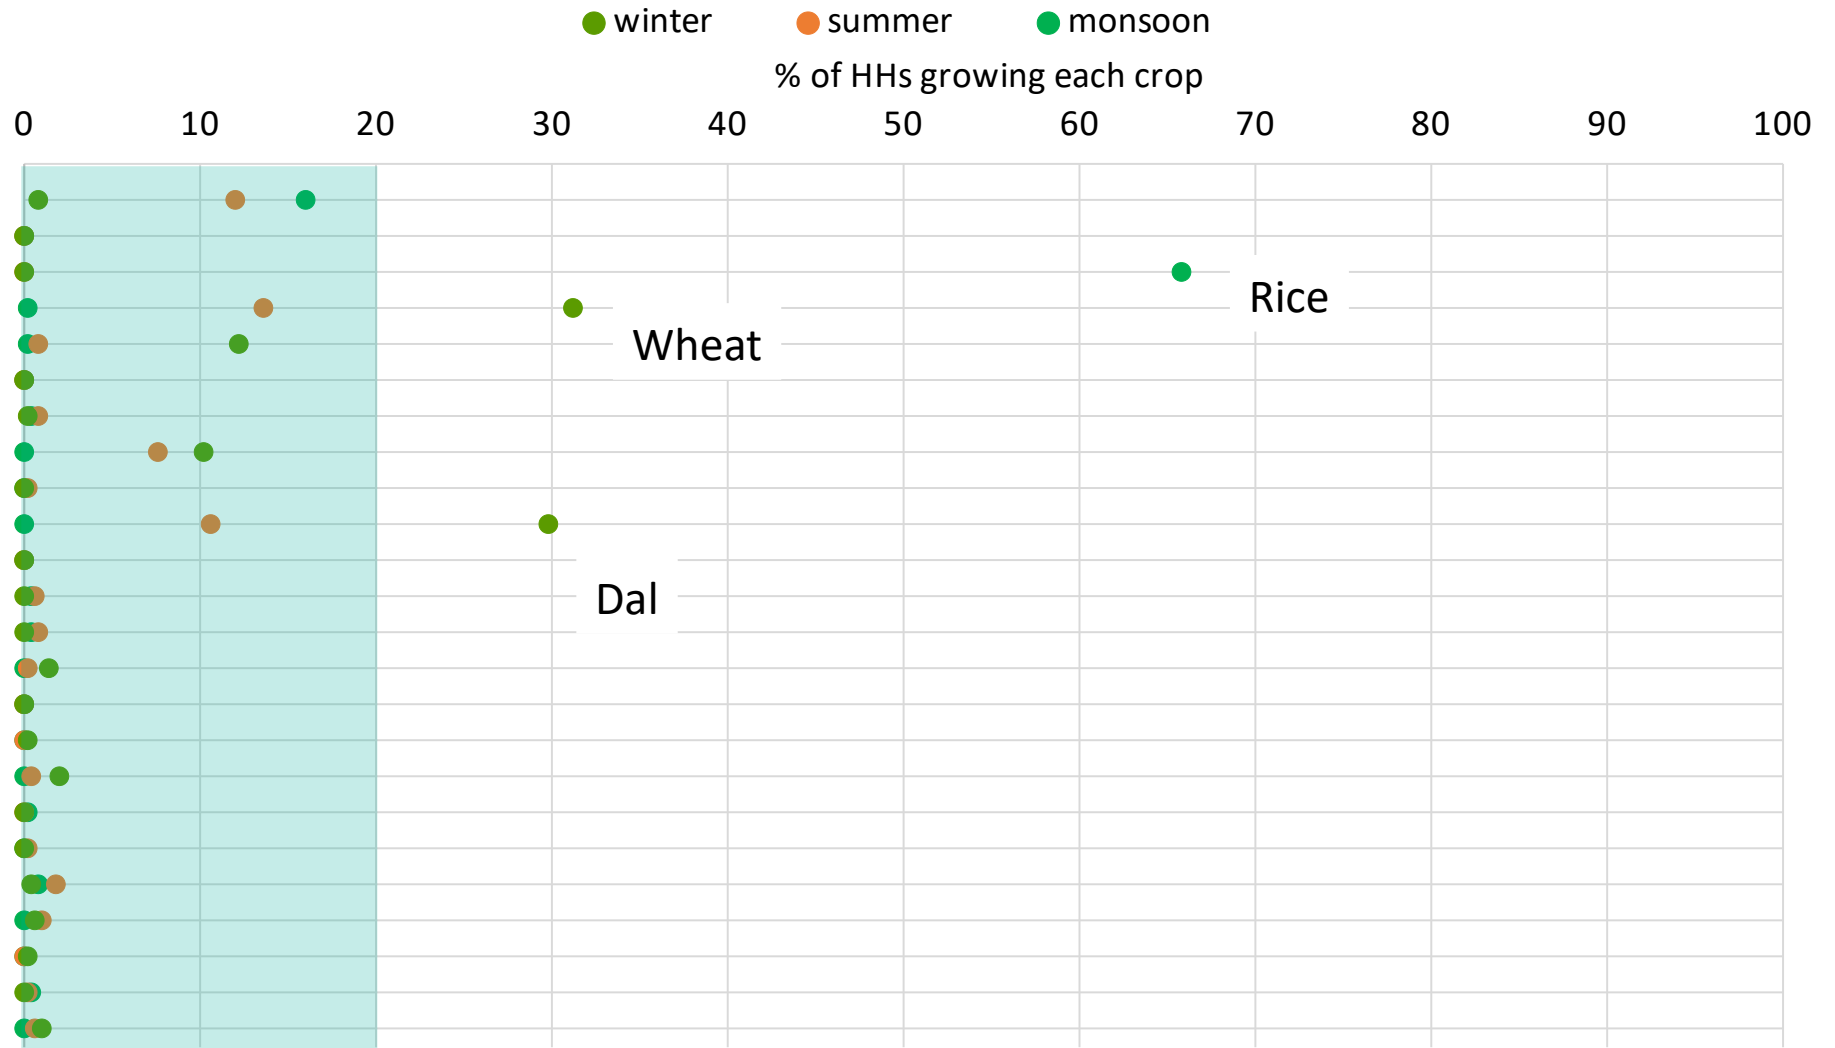 winter summer monsoon
% of HHs growing each crop
0 10 20 30 40 50 60 70 80 90 100
Rice
Wheat
Dal